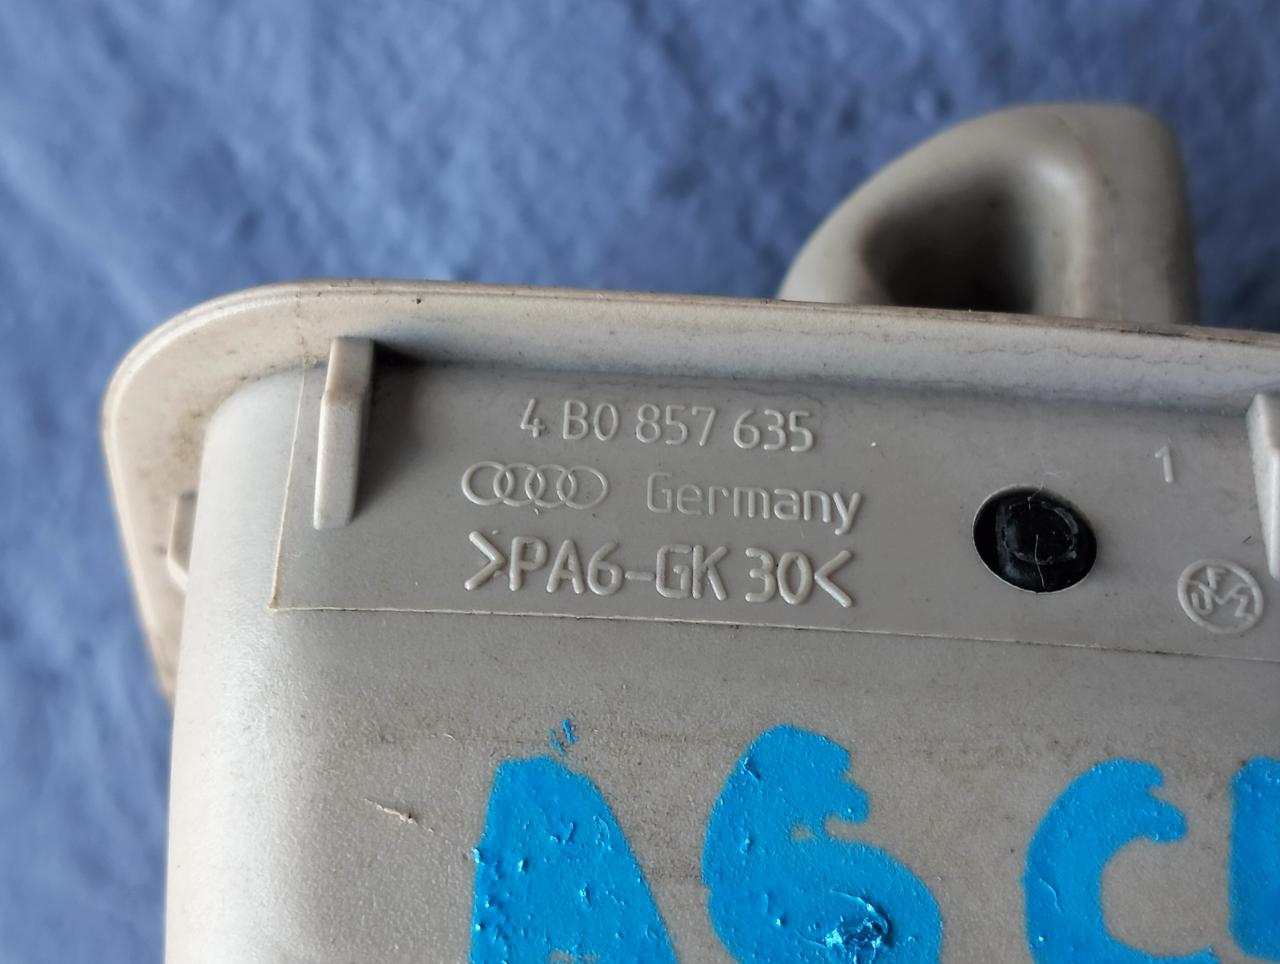 4 B0 857 635
1
Germany
>PA6-GK 30<
A6 C